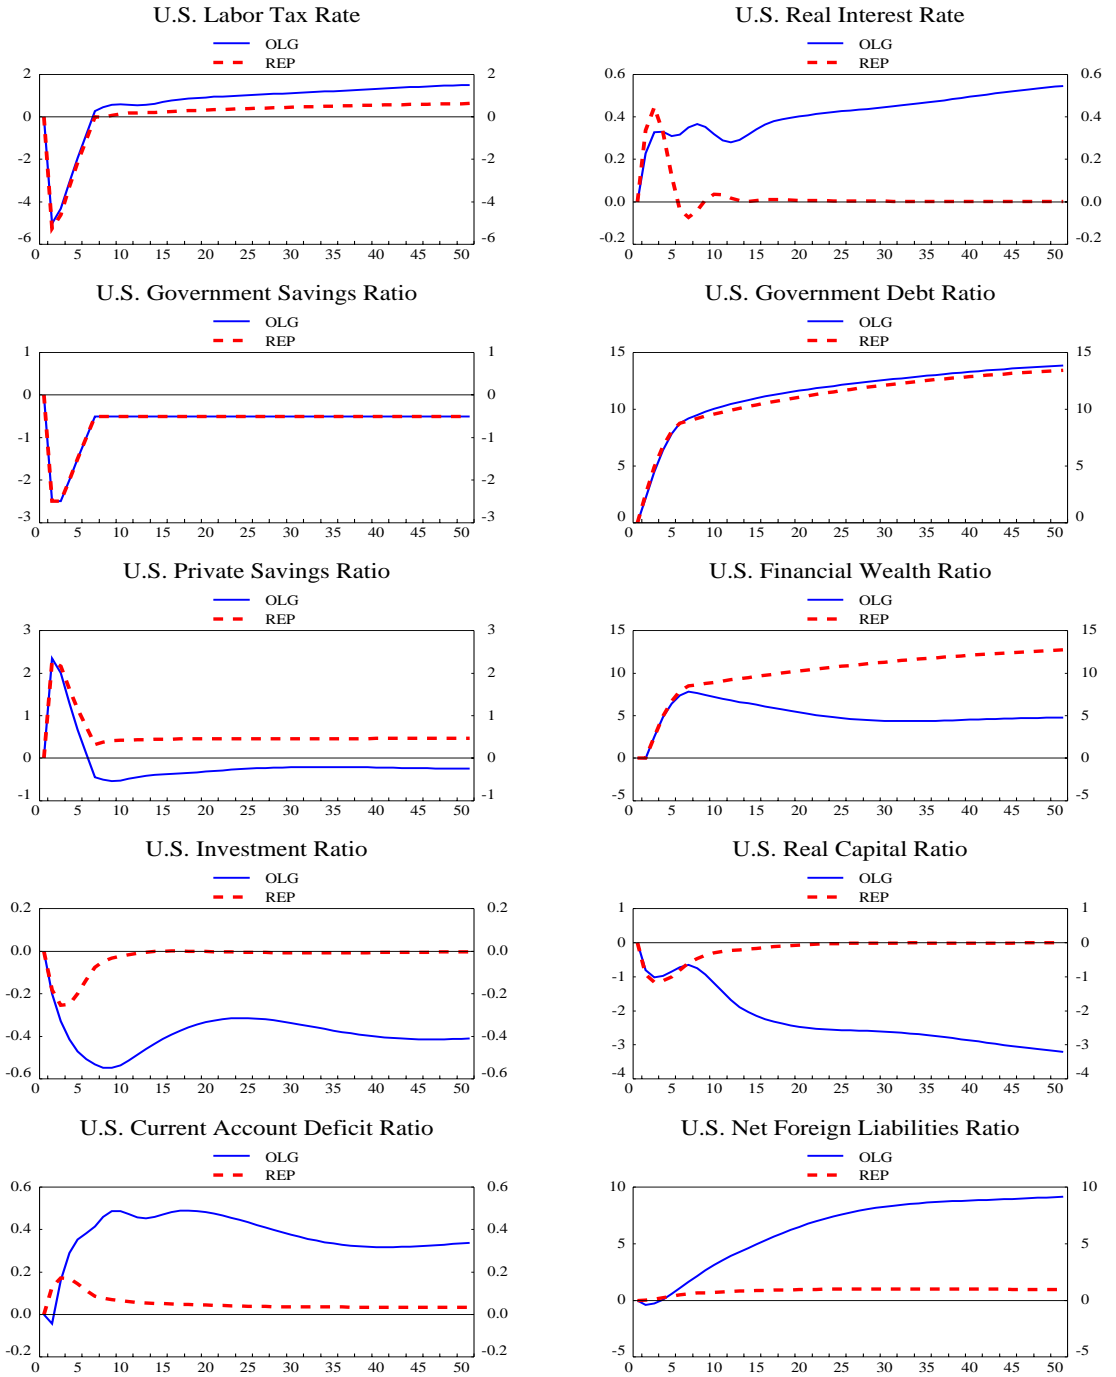 U.S. Labor Tax Rate
OLG
REP
2 2
0 0
-2 -2
-4 -4
-6 -6
0 5 10 15 20 25 30 35 40 45 50
U.S. Real Interest Rate
OLG
REP
0.6 0.6
0.4 0.4
0.2 0.2
0.0 0.0
-0.2 -0.2
0 5 10 15 20 25 30 35 40 45 50
U.S. Government Savings Ratio
OLG
REP
1 1
0 0
-1 -1
-2 -2
-3 -3
0 5 10 15 20 25 30 35 40 45 50
U.S. Government Debt Ratio
OLG
REP
15 15
10 10
5 5
0 0
0 5 10 15 20 25 30 35 40 45 50
U.S. Private Savings Ratio
OLG
REP
3 3
2 2
1 1
0 0
-1 -1
0 5 10 15 20 25 30 35 40 45 50
U.S. Financial Wealth Ratio
OLG
REP
15 15
10 10
5 5
0 0
-5 -5
0 5 10 15 20 25 30 35 40 45 50
U.S. Investment Ratio
OLG
REP
0.2 0.2
0.0 0.0
-0.2 -0.2
-0.4 -0.4
-0.6 -0.6
0 5 10 15 20 25 30 35 40 45 50
U.S. Real Capital Ratio
OLG
REP
1 1
0 0
-1 -1
-2 -2
-3 -3
-4 -4
0 5 10 15 20 25 30 35 40 45 50
U.S. Current Account Deficit Ratio
OLG
REP
0.6 0.6
0.4 0.4
0.2 0.2
0.0 0.0
-0.2 -0.2
0 5 10 15 20 25 30 35 40 45 50
U.S. Net Foreign Liabilities Ratio
OLG
REP
10 10
5 5
0 0
-5 -5
0 5 10 15 20 25 30 35 40 45 50